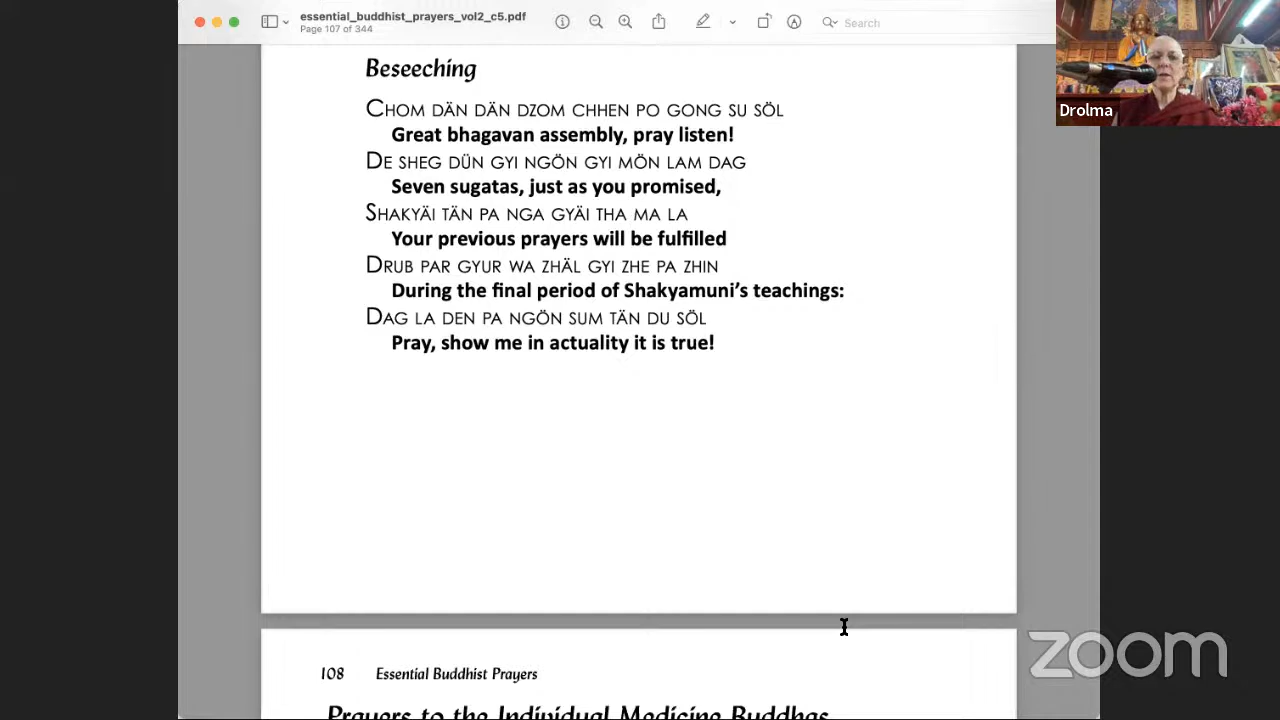 essential_buddhist_prayers_vol2_c5.pdf
Page 107 of 344
Search
Drolma
Beseeching
CHOM DÄN DÄN DZOM CHHEN PO GONG SU SÖL
Great bhagavan assembly, pray listen!
DE SHEG DÜN GYI NGÖN GYI MÖN LAM DAG
Seven sugatas, just as you promised,
SHAKYÄI TÄN PA NGA GYÄI THA MA LA
Your previous prayers will be fulfilled
DRUB PAR GYUR WA ZHÄL GYI ZHE PA ZHIN
During the final period of Shakyamuni’s teachings:
DAG LA DEN PA NGÖN SUM TÄN DU SÖL
Pray, show me in actuality it is true!
108 Essential Buddhist Prayers
Prayers to the Individual Medicine Buddhas
zoom